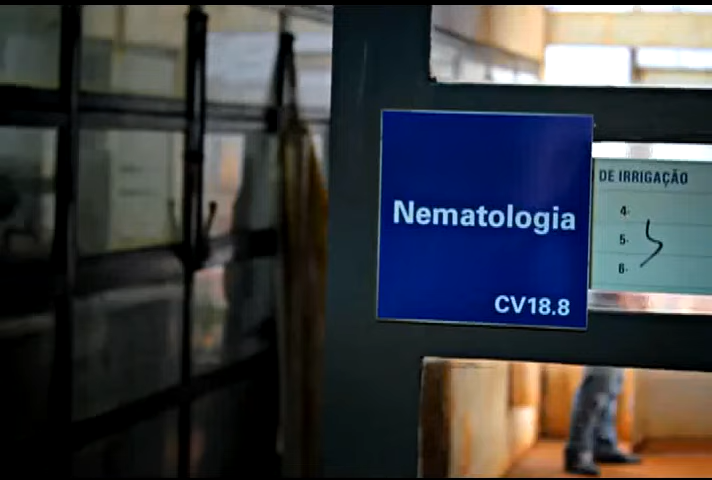 Nematologia
CV18.8
DE IRRIGAÇÃO
4-
5-
6-